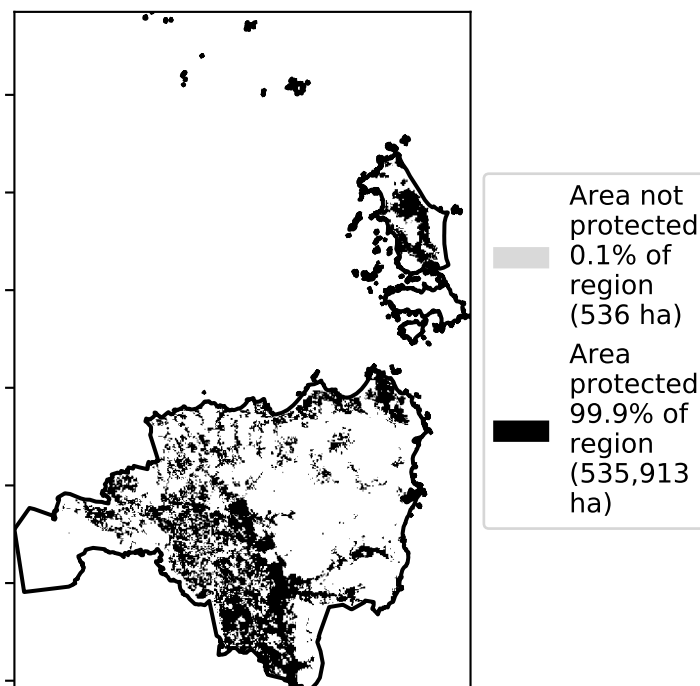 Area not
protected
0.1% of
region
(536 ha)
Area
protected
99.9% of
region
(535,913
ha)